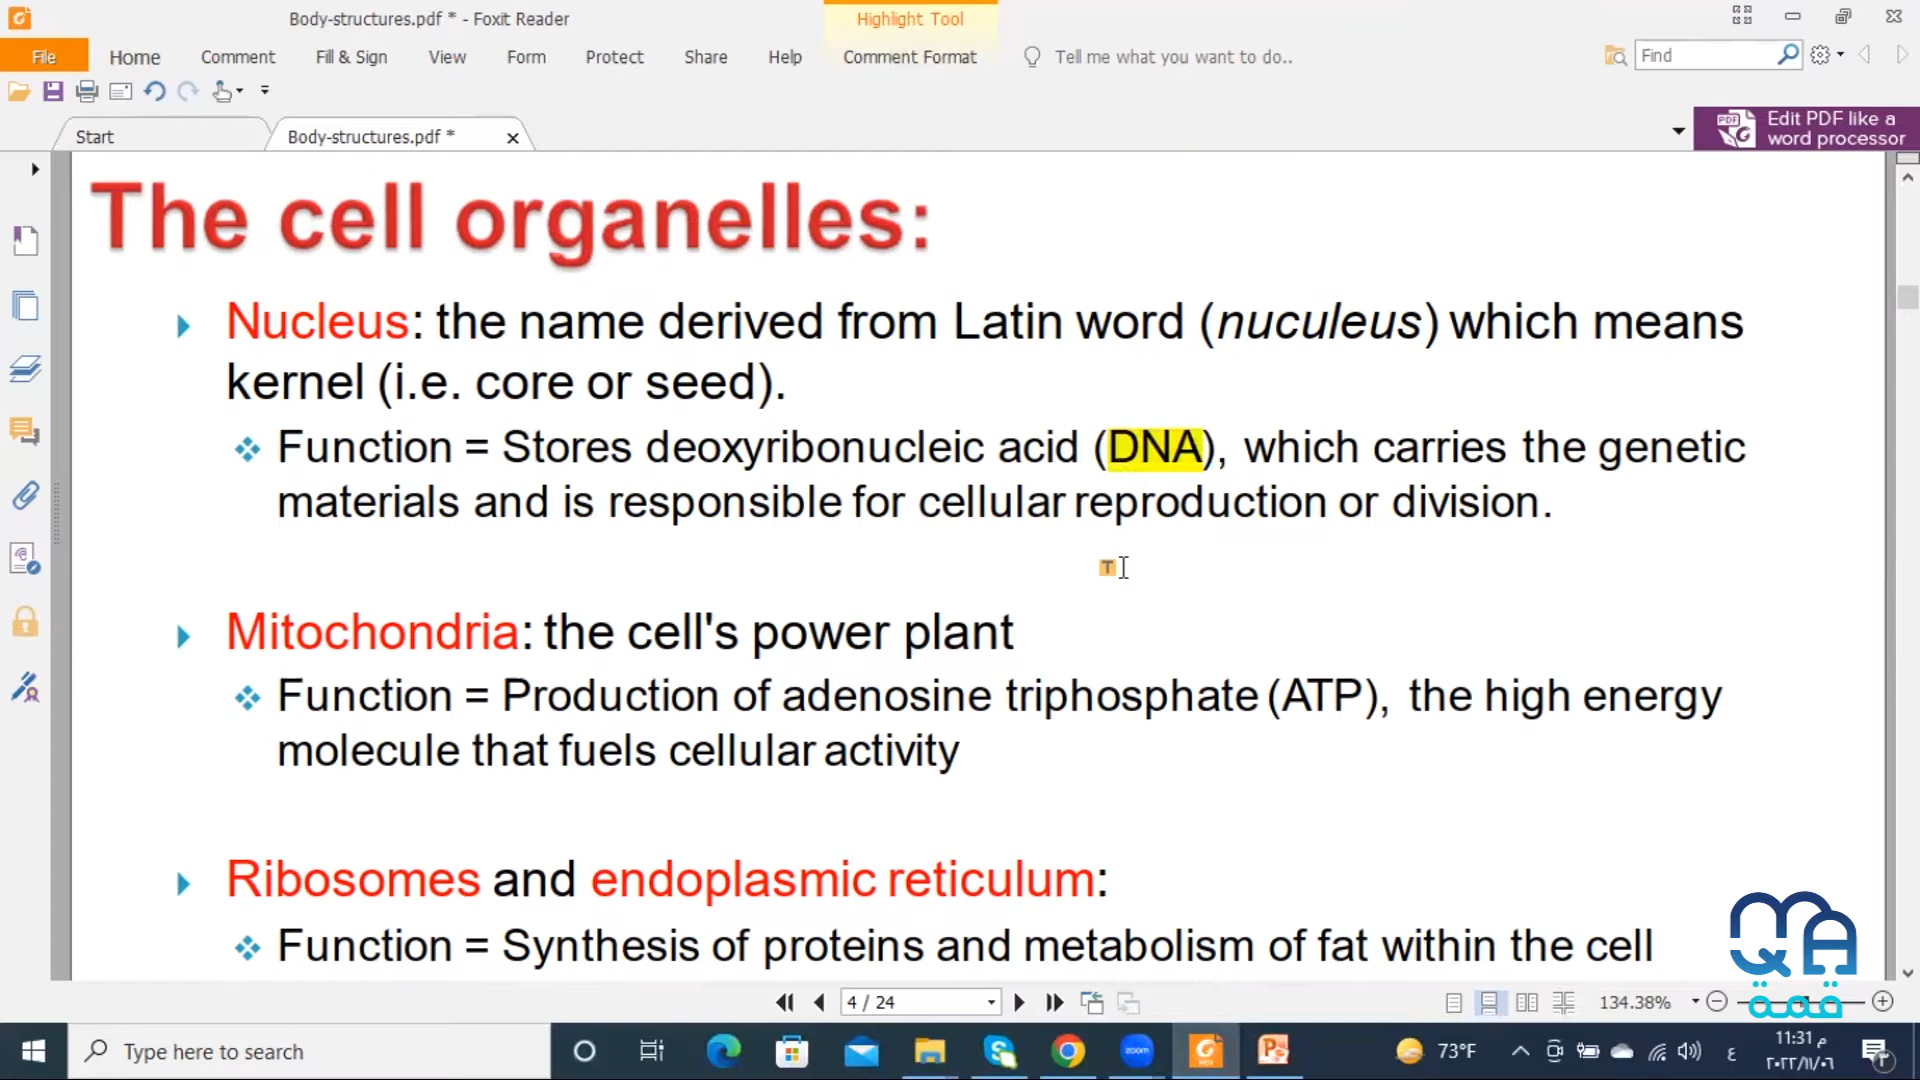 Body-structures.pdf * - Foxit Reader
Highlight Tool
File Home Comment Fill & Sign View Form Protect Share Help Comment Format Tell me what you want to do.. Find
Start Body-structures.pdf *
Edit PDF like a
word processor
The cell organelles:
Nucleus: the name derived from Latin word (nuculeus) which means
kernel (i.e. core or seed).
Function = Stores deoxyribonucleic acid (DNA), which carries the genetic
materials and is responsible for cellular reproduction or division.
T
Mitochondria: the cell's power plant
Function = Production of adenosine triphosphate (ATP), the high energy
molecule that fuels cellular activity
Ribosomes and endoplasmic reticulum:
Function = Synthesis of proteins and metabolism of fat within the cell
QMA
قمة
4 / 24
134.38%
Type here to search
zoom
73°F
ع
11:31 م
٢٠٢٢/١١/٠٦